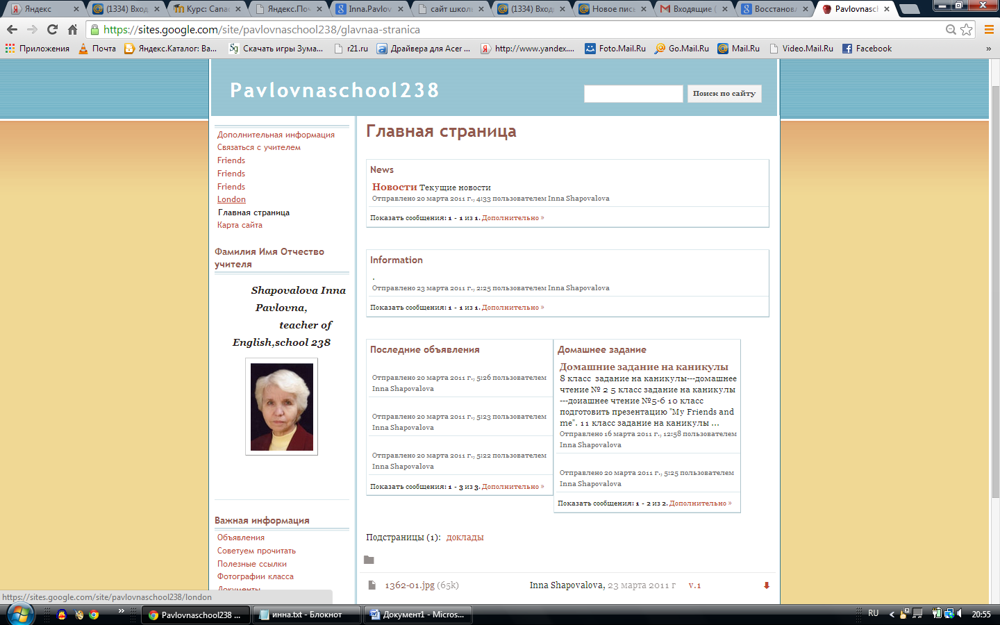 Яндекс
(1334) Вход
Курс: Canad
Яндекс.Поч
Inna.Pavlov
сайт школ
(1334) Вход
Новое пись
Входящие (
Восстанов
Pavlovnasch
https://sites.google.com/site/pavlovnaschool238/glavnaa-stranica
Приложения
Почта
Яндекс.Каталог: Ва...
Скачать игры Зума...
r21.ru
Драйвера для Acer ...
http://www.yandex....
Foto.Mail.Ru
Go.Mail.Ru
Mail.Ru
Video.Mail.Ru
Facebook
»
Pavlovnaschool238
Поиск по сайту
Дополнительная информация
Связаться с учителем
Friends
Friends
Friends
London
Главная страница
Карта сайта
Фамилия Имя Отчество
учителя
Shapovalova Inna
Pavlovna,
teacher of
English,school 238
Важная информация
Объявления
Советуем прочитать
Полезные ссылки
Фотографии класса
Документы
Главная страница
News
Новости Текущие новости
Отправлено 20 марта 2011 г., 4:33 пользователем Inna Shapovalova
Показать сообщения: 1 - 1 из 1. Дополнительно »
Information
.
Отправлено 23 марта 2011 г., 2:25 пользователем Inna Shapovalova
Показать сообщения: 1 - 1 из 1. Дополнительно »
Последние объявления
Отправлено 20 марта 2011 г., 5:26 пользователем
Inna Shapovalova
Отправлено 20 марта 2011 г., 5:23 пользователем
Inna Shapovalova
Отправлено 20 марта 2011 г., 5:22 пользователем
Inna Shapovalova
Показать сообщения: 1 - 3 из 3. Дополнительно »
Домашнее задание
Домашние задание на каникулы
8 класс задание на каникулы---домашнее
чтение № 2 5 класс задание на каникулы
---доиашнее чтение №5-6 10 класс
подготовить презентацию "My Friends and
me". 11 класс задание на каникулы ...
Отправлено 16 марта 2011 г., 12:58 пользователем
Inna Shapovalova
Отправлено 20 марта 2011 г., 5:25 пользователем
Inna Shapovalova
Показать сообщения: 1 - 2 из 2. Дополнительно »
Подстраницы (1): доклады
1362-01.jpg (65k)
Inna Shapovalova, 23 марта 2011 г
v.1
https://sites.google.com/site/pavlovnaschool238/london
»
Pavlovnaschool238 ...
инна.txt - Блокнот
Документ1 - Micros...
RU
20:55